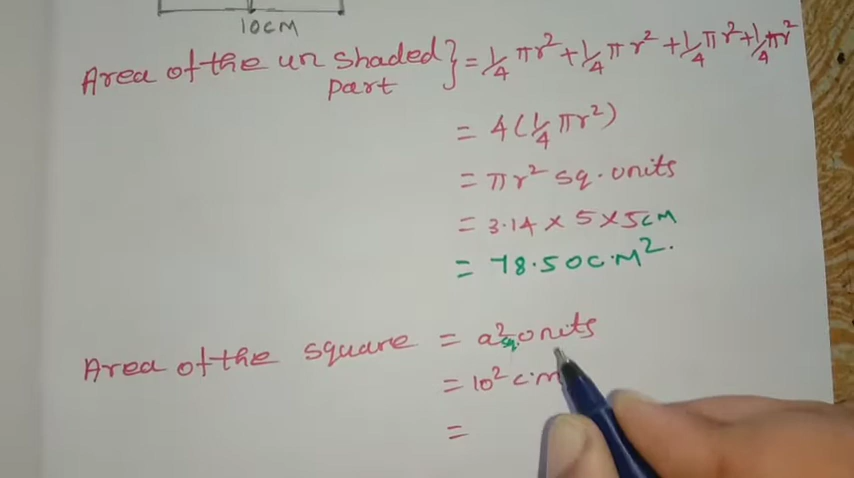 10CM
Area of the un shaded part } = 1/4 πr² + 1/4 πr² + 1/4 πr² + 1/4 πr²
= 4(1/4 πr²)
= πr² sq. units
= 3.14 × 5 × 5cm
= 78.50c.m².
Area of the square = a² sq. units
= 10² c.m
=